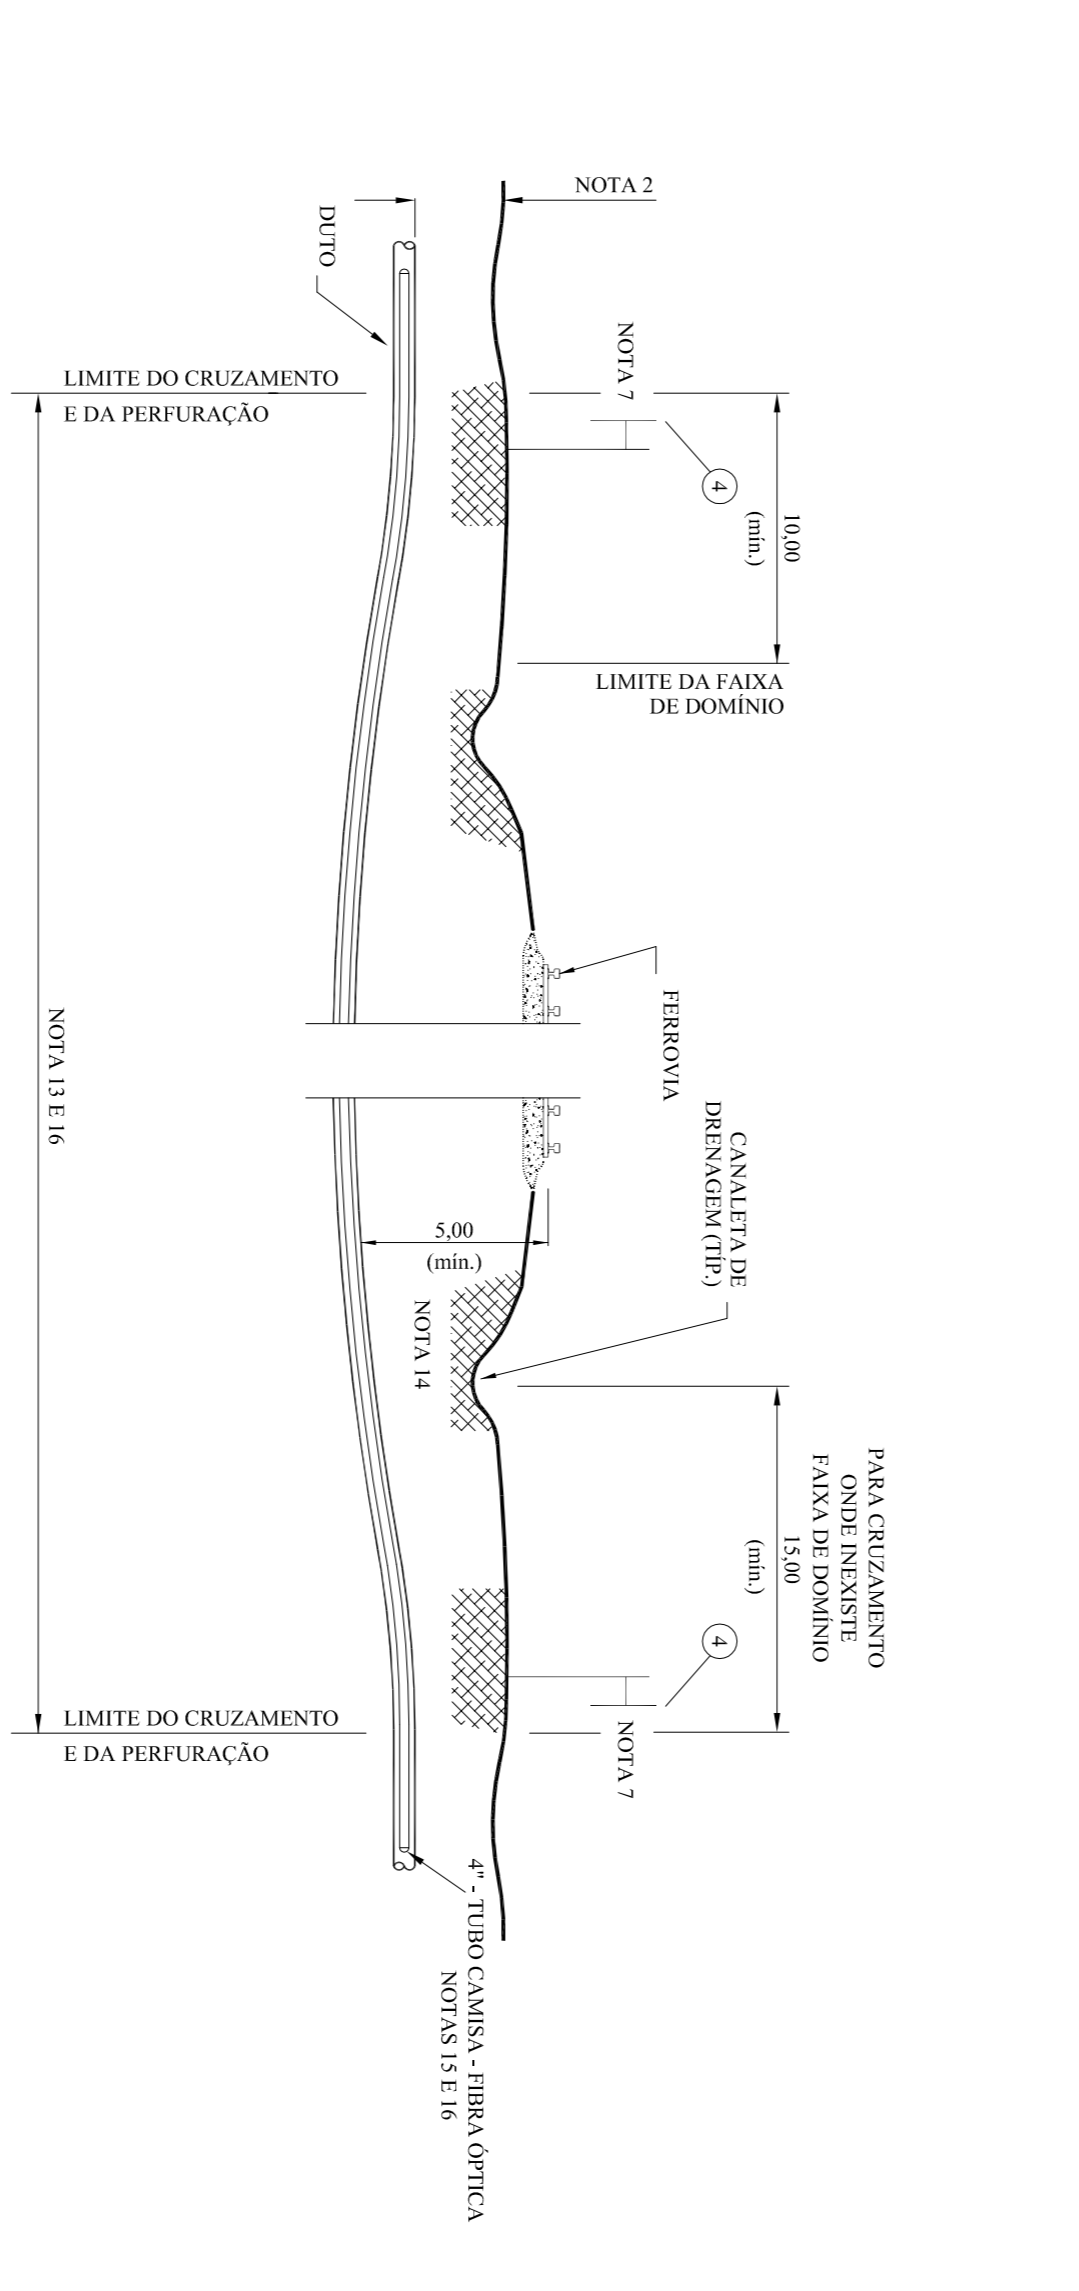 NOTA 2
DUTO
NOTA 7
LIMITE DO CRUZAMENTO
E DA PERFURAÇÃO
4
10,00
(mín.)
LIMITE DA FAIXA
DE DOMÍNIO
FERROVIA
NOTA 13 E 16
CANALETA DE
DRENAGEM (TÍP.)
5,00
(mín.)
NOTA 14
PARA CRUZAMENTO
ONDE INEXISTE
FAIXA DE DOMÍNIO
15,00
(mín.)
4
NOTA 7
LIMITE DO CRUZAMENTO
E DA PERFURAÇÃO
4" - TUBO CAMISA - FIBRA ÓPTICA
NOTAS 15 E 16